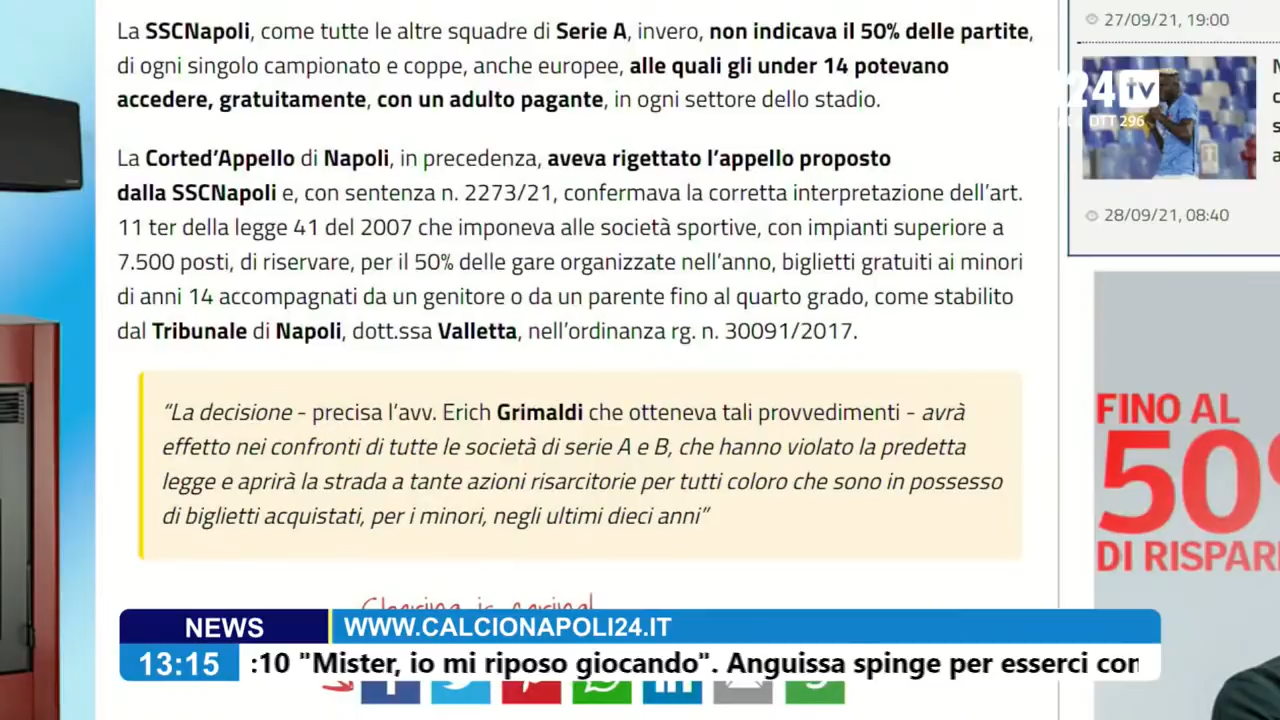 La SSCNapoli, come tutte le altre squadre di Serie A, invero, non indicava il 50% delle partite,
di ogni singolo campionato e coppe, anche europee, alle quali gli under 14 potevano
accedere, gratuitamente, con un adulto pagante, in ogni settore dello stadio.
La Corted’Appello di Napoli, in precedenza, aveva rigettato l’appello proposto
dalla SSCNapoli e, con sentenza n. 2273/21, confermava la corretta interpretazione dell’art.
11 ter della legge 41 del 2007 che imponeva alle società sportive, con impianti superiore a
7.500 posti, di riservare, per il 50% delle gare organizzate nell’anno, biglietti gratuiti ai minori
di anni 14 accompagnati da un genitore o da un parente fino al quarto grado, come stabilito
dal Tribunale di Napoli, dott.ssa Valletta, nell’ordinanza rg. n. 30091/2017.
“La decisione - precisa l’avv. Erich Grimaldi che otteneva tali provvedimenti - avrà
effetto nei confronti di tutte le società di serie A e B, che hanno violato la predetta
legge e aprirà la strada a tante azioni risarcitorie per tutti coloro che sono in possesso
di biglietti acquistati, per i minori, negli ultimi dieci anni”
27/09/21, 19:00
24 tv
DTT 296
28/09/21, 08:40
FINO AL
50%
DI RISPAR
NEWS
WWW.CALCIONAPOLI24.IT
13:15
:10 "Mister, io mi riposo giocando". Anguissa spinge per esserci con